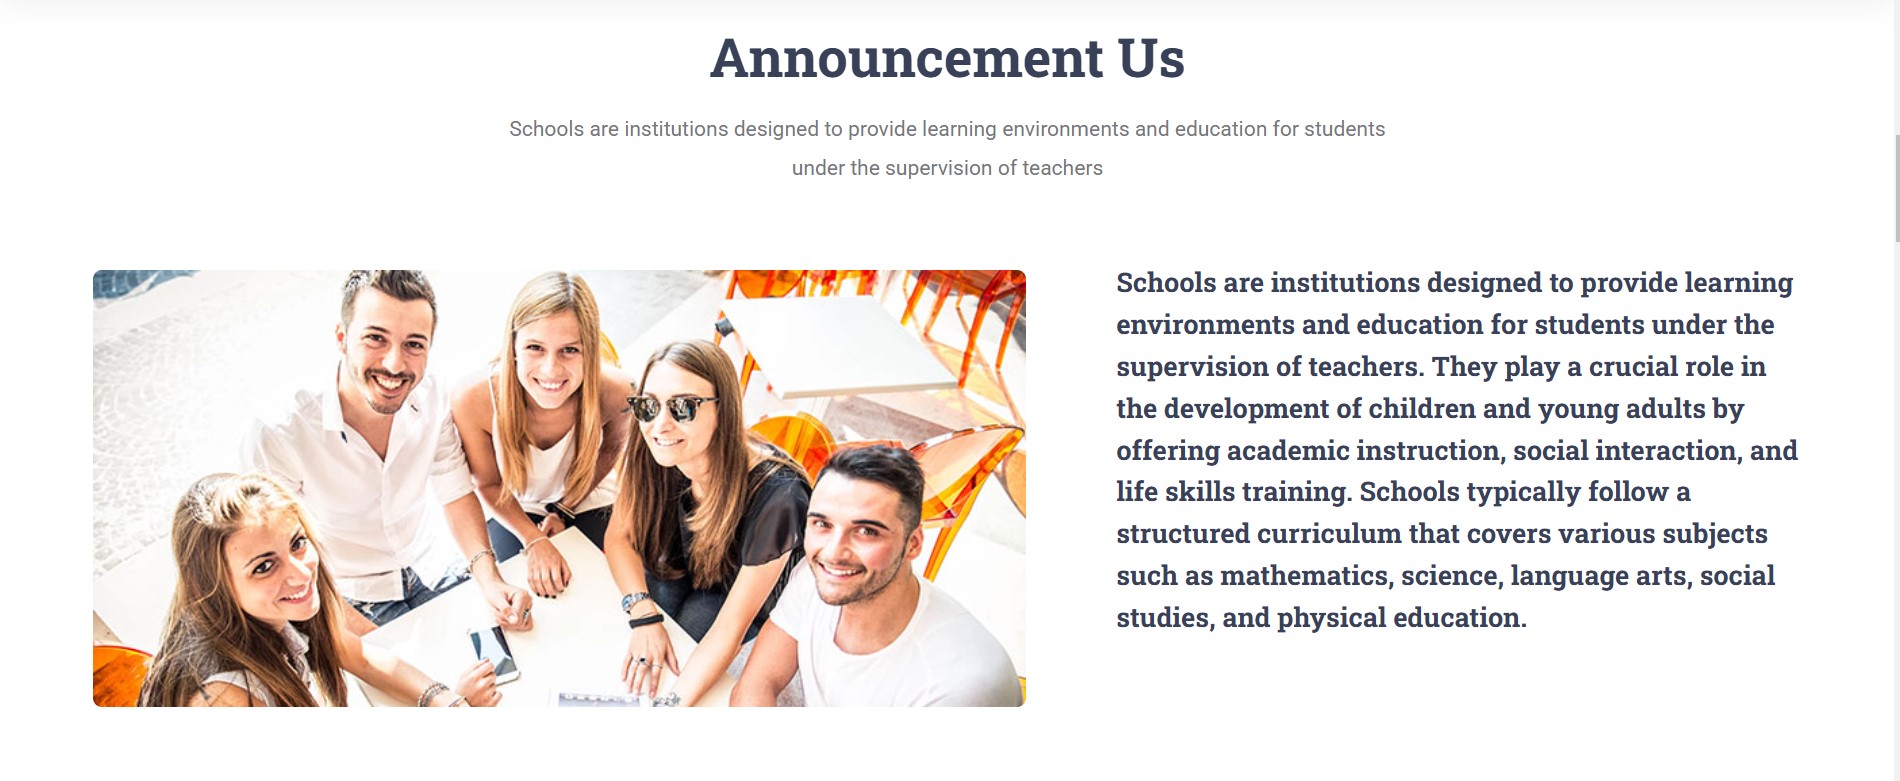 Announcement Us
Schools are institutions designed to provide learning environments and education for students
under the supervision of teachers
Schools are institutions designed to provide learning
environments and education for students under the
supervision of teachers. They play a crucial role in
the development of children and young adults by
offering academic instruction, social interaction, and
life skills training. Schools typically follow a
structured curriculum that covers various subjects
such as mathematics, science, language arts, social
studies, and physical education.